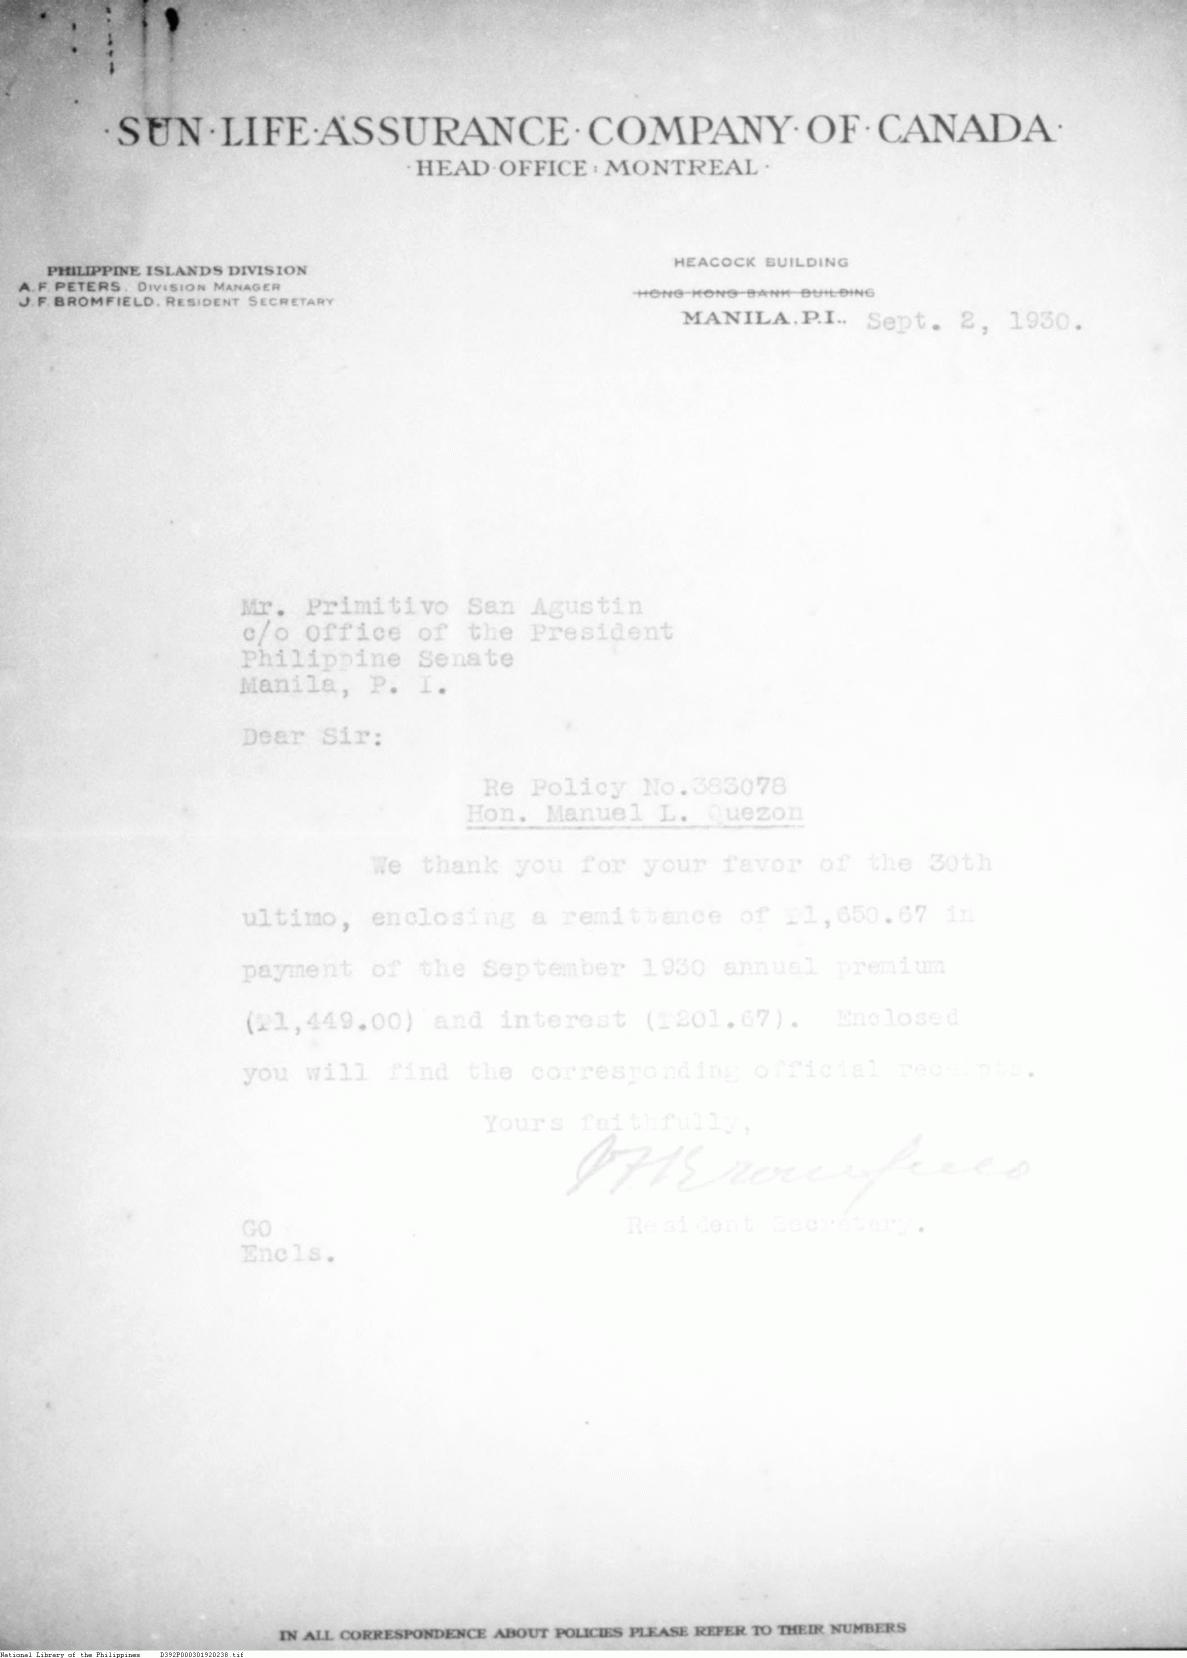 ·SUN·LIFE·ASSURANCE·COMPANY·OF·CANADA·
·HEAD·OFFICE:MONTREAL·
PHILIPPINE ISLANDS DIVISION
A. F. PETERS, DIVISION MANAGER
J. F. BROMFIELD, RESIDENT SECRETARY
HEACOCK BUILDING
HONG KONG BANK BUILDING
MANILA, P.I., Sept. 2, 1930.
Mr. Primitivo San Agustin
c/o Office of the President
Philippine Senate
Manila, P. I.
Dear Sir:
Re Policy No.383078
Hon. Manuel L. Quezon
We thank you for your favor of the 30th
ultimo, enclosing a remittance of ₱1,650.67 in
payment of the September 1930 annual premium
(₱1,449.00) and interest (₱201.67). Enclosed
you will find the corresponding official receipts.
Yours faithfully,
J F Bromfield
Resident Secretary.
GO
Encls.
IN ALL CORRESPONDENCE ABOUT POLICIES PLEASE REFER TO THEIR NUMBERS
National Library of the Philippines D392P000301920238.tif